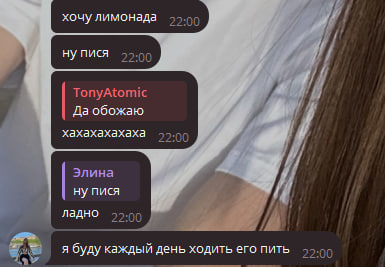 хочу лимонада
22:00
ну пися
22:00
TonyAtomic
Да обожаю
хахахахахаха
22:00
Элина
ну пися
ладно
22:00
я буду каждый день ходить его пить
22:00